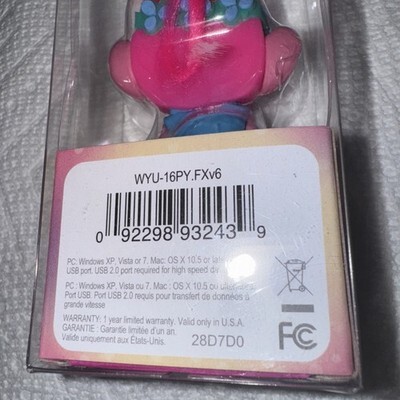 WYU-16PY.FXv6
0 92298 93243 9
PC: Windows XP, Vista or 7. Mac: OS X 10.5 or
USB port. USB 2.0 port required for high speed
PC : Windows XP, Vista ou 7. Mac : OS X 10.5 ou
Port USB. Port USB 2.0 requis pour transfert de données à
grande vitesse
WARRANTY: 1 year limited warranty. Valid only in U.S.A.
GARANTIE : Garantie limitée d'un an.
Valide uniquement aux États-Unis.
28D7D0
FC